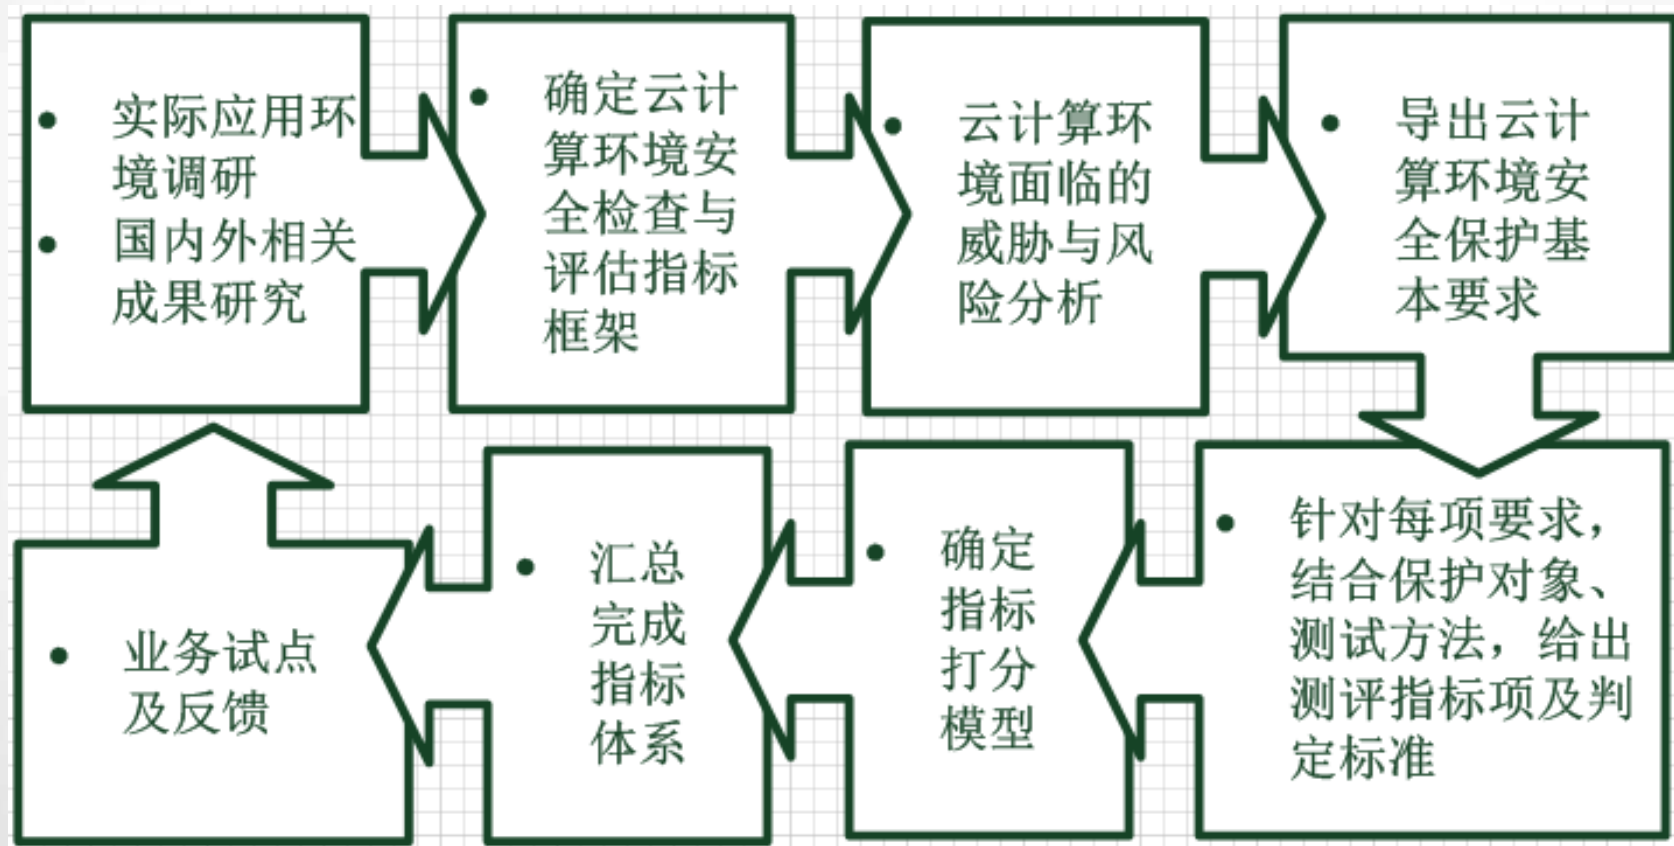 实际应用环
境调研
国内外相关
成果研究
确定云计
算环境安
全检查与
评估指标
框架
云计算环
境面临的
威胁与风
险分析
导出云计
算环境安
全保护基
本要求
针对每项要求，
结合保护对象、
测试方法，给出
测评指标项及判
定标准
确定
指标
打分
模型
汇总
完成
指标
体系
业务试点
及反馈